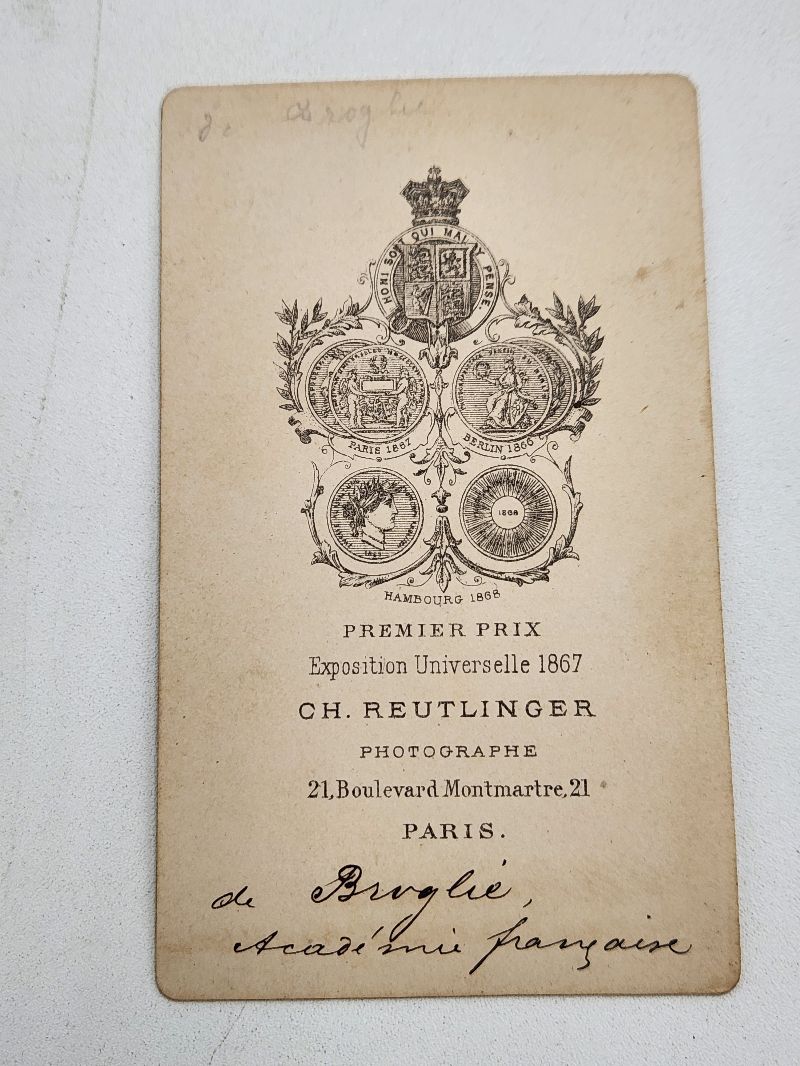 de Broglie
HONI SOIT QUI MAL Y PENSE
PARIS 1867
BERLIN 1866
1868
HAMBOURG 1868
PREMIER PRIX
Exposition Universelle 1867
CH. REUTLINGER
PHOTOGRAPHE
21, Boulevard Montmartre, 21
PARIS.
de Broglié,
Académie française